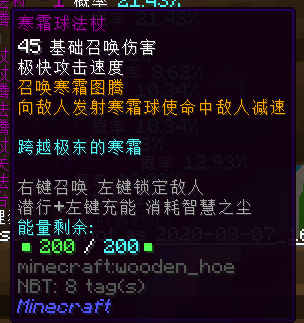 概率 21.43%
寒霜球法杖
45 基础召唤伤害
极快攻击速度
召唤寒霜图腾
向敌人发射寒霜球使命中敌人减速
跨越极东的寒霜
右键召唤 左键锁定敌人
潜行+左键充能 消耗智慧之尘
能量剩余:
▪ 200 / 200 ▪
minecraft:wooden_hoe
NBT: 8 tag(s)
Minecraft